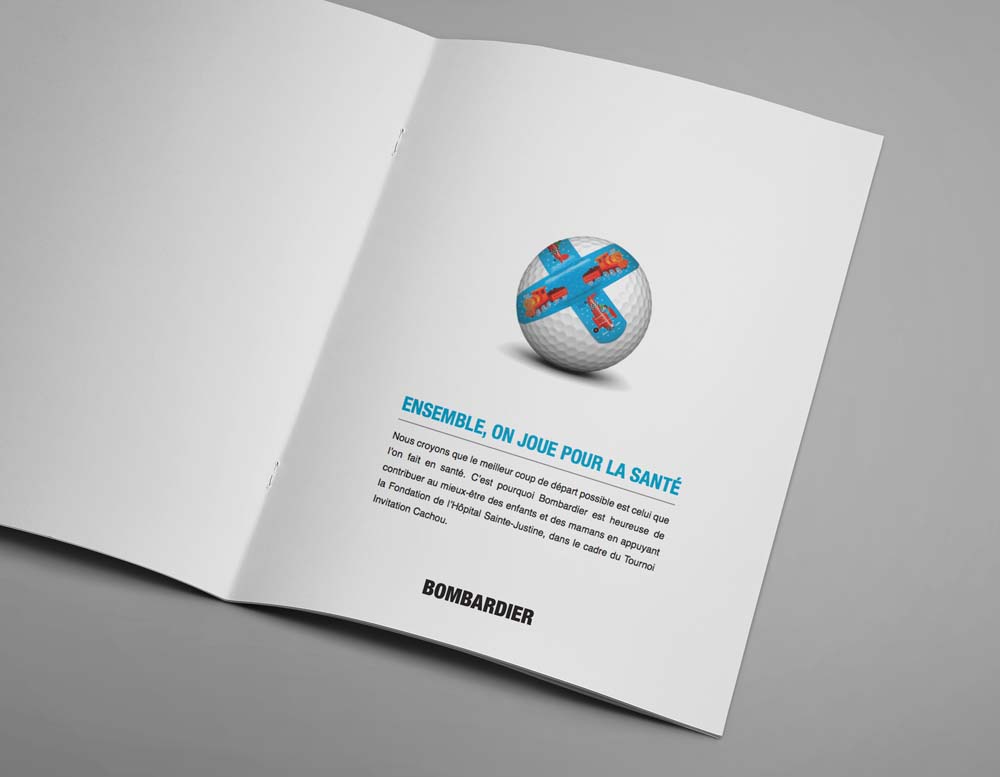 ENSEMBLE, ON JOUE POUR LA SANTÉ
Nous croyons que le meilleur coup de départ possible est celui que
l'on fait en santé. C'est pourquoi Bombardier est heureuse de
contribuer au mieux-être des enfants et des mamans en appuyant
la Fondation de l'Hôpital Sainte-Justine, dans le cadre du Tournoi
Invitation Cachou.
BOMBARDIER